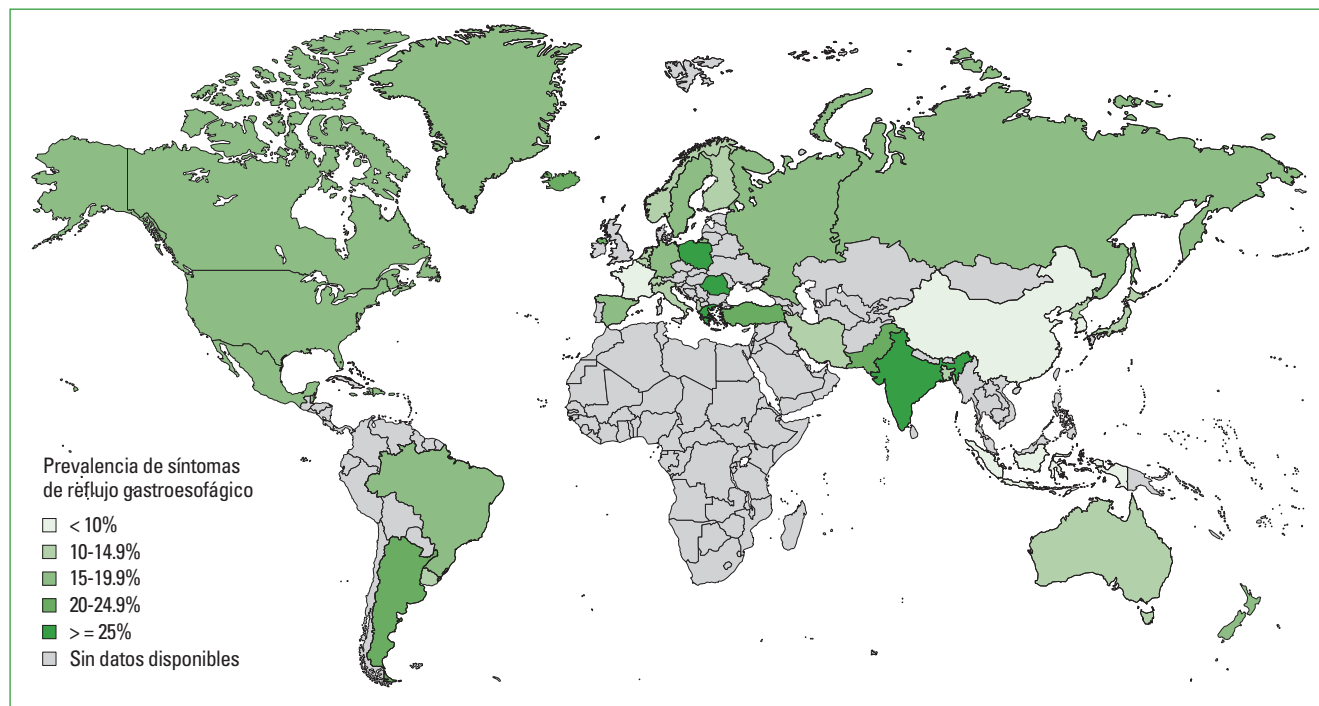 Prevalencia de síntomas
de reflujo gastroesofágico
< 10%
10-14.9%
15-19.9%
20-24.9%
> = 25%
Sin datos disponibles